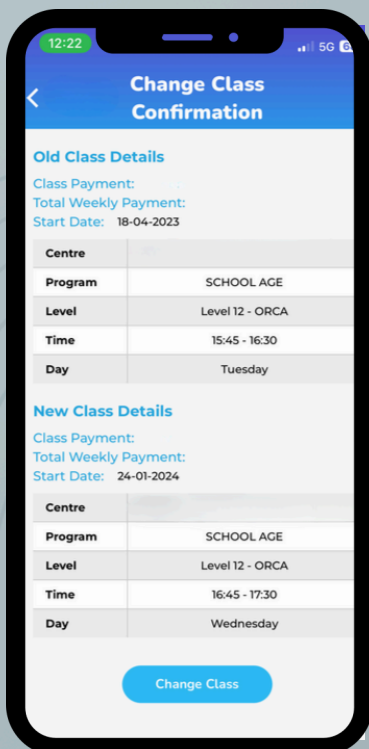 12:22
5G
Change Class
Confirmation
Old Class Details
Class Payment:
Total Weekly Payment:
Start Date: 18-04-2023
Centre
Program SCHOOL AGE
Level Level 12 - ORCA
Time 15:45 - 16:30
Day Tuesday
New Class Details
Class Payment:
Total Weekly Payment:
Start Date: 24-01-2024
Centre
Program SCHOOL AGE
Level Level 12 - ORCA
Time 16:45 - 17:30
Day Wednesday
Change Class